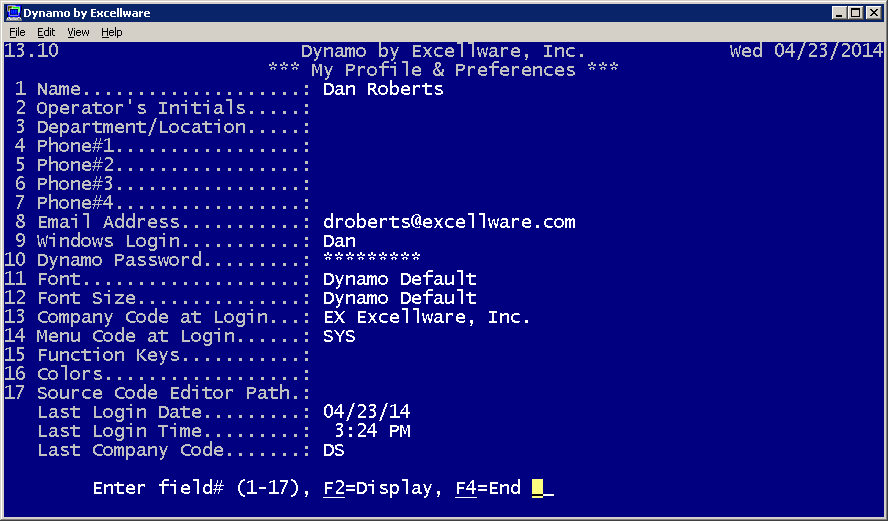 Dynamo by Excellware
File Edit View Help
13.10 Dynamo by Excellware, Inc. Wed 04/23/2014
*** My Profile & Preferences ***
1 Name....................: Dan Roberts
2 Operator's Initials.....:
3 Department/Location.....:
4 Phone#1.................:
5 Phone#2.................:
6 Phone#3.................:
7 Phone#4.................:
8 Email Address...........: droberts@excellware.com
9 Windows Login...........: Dan
10 Dynamo Password.........: *********
11 Font....................: Dynamo Default
12 Font Size...............: Dynamo Default
13 Company Code at Login...: EX Excellware, Inc.
14 Menu Code at Login......: SYS
15 Function Keys...........:
16 Colors..................:
17 Source Code Editor Path.:
Last Login Date.........: 04/23/14
Last Login Time.........: 3:24 PM
Last Company Code.......: DS
Enter field# (1-17), F2=Display, F4=End